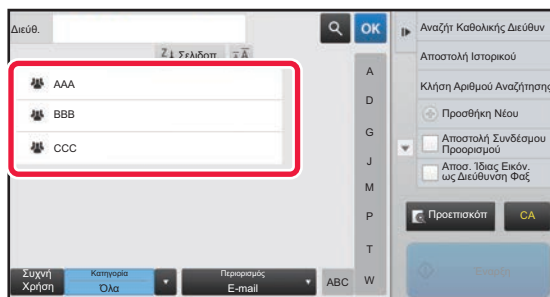 Διεύθ.
OK
Σελιδοπ
AAA
BBB
CCC
A
D
G
J
M
P
T
W
Αναζήτ Καθολικής Διεύθυν
Αποστολή Ιστορικού
Κλήση Αριθμού Αναζήτησης
Προσθήκη Νέου
Αποστολή Συνδέσμου
Προορισμού
Αποσ. Ίδιας Εικόν.
ως Διεύθυνση Φαξ
Προεπισκόπ
CA
Έναρξη
Συχνή
Χρήση
Κατηγορία
Όλα
Περιορισμός
E-mail
ABC